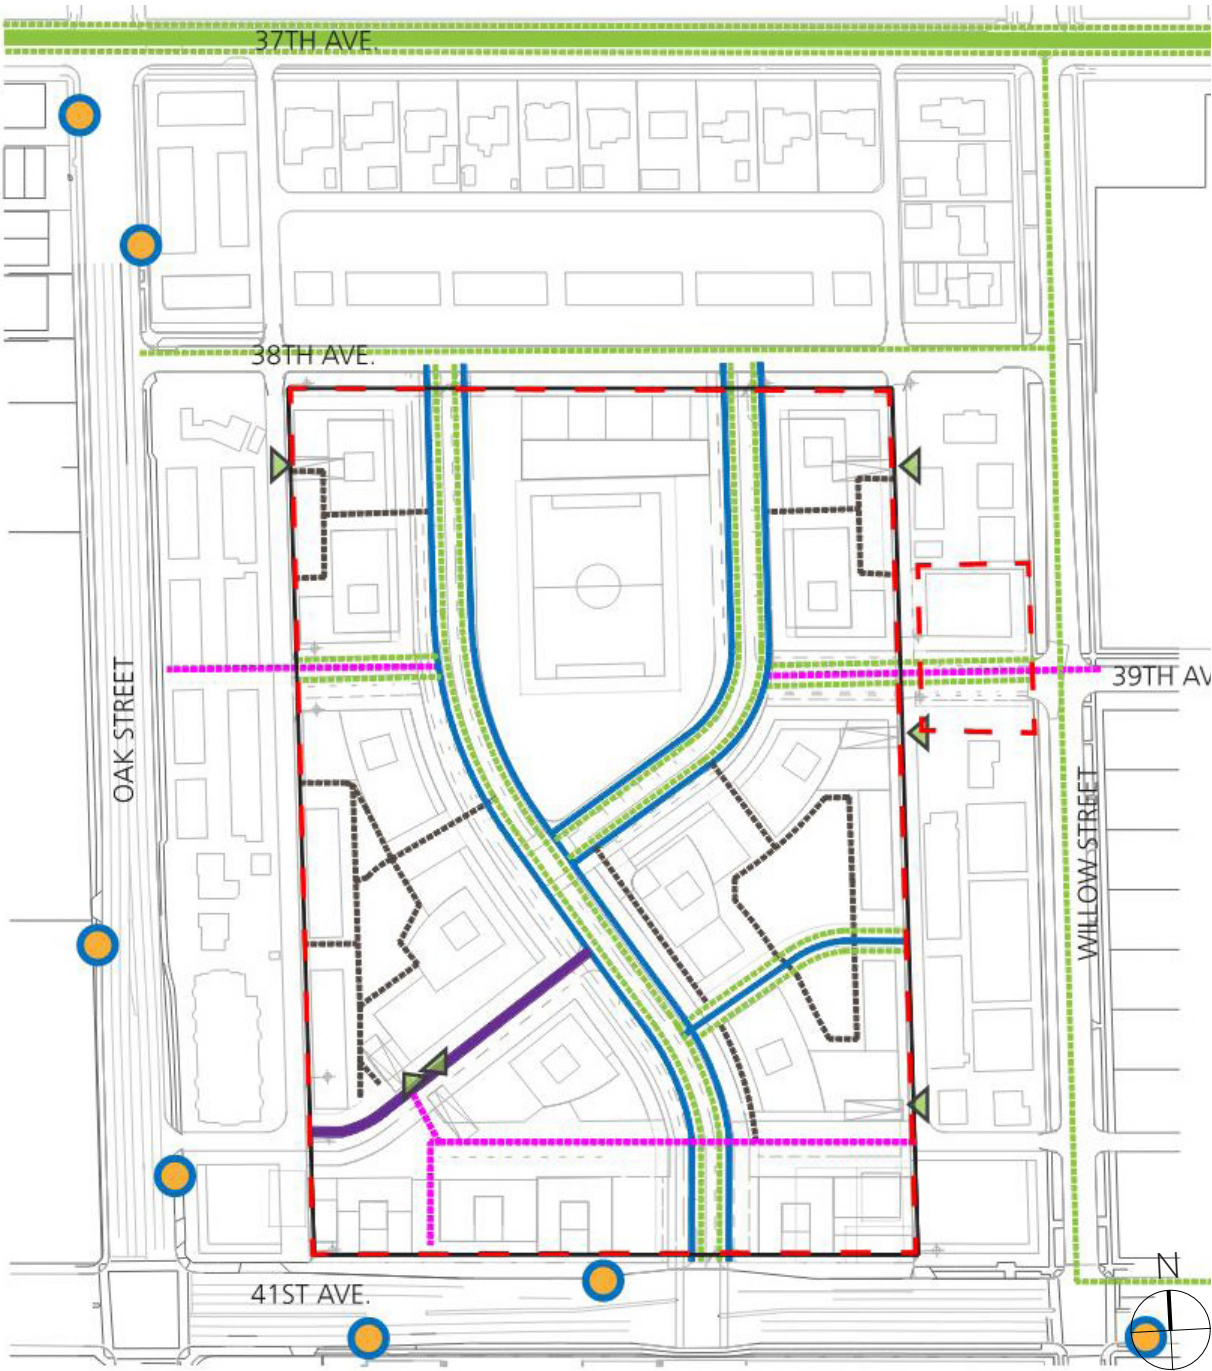 37TH AVE.
38TH AVE.
OAK STREET
39TH AV
WILLOW STREET
N
41ST AVE.